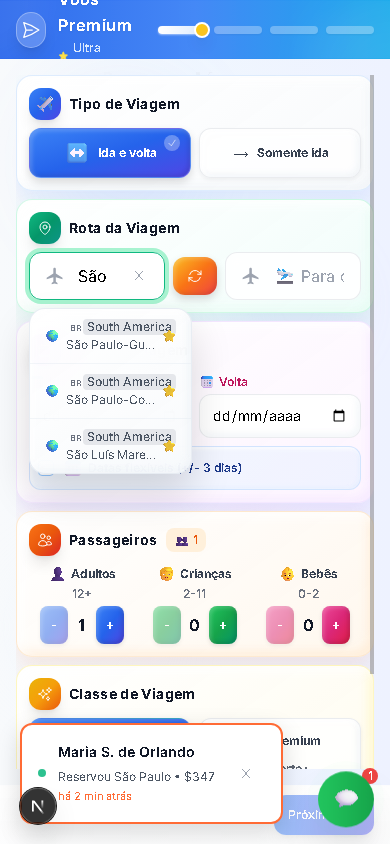 Premium
Ultra
Tipo de Viagem
Ida e volta
Somente ida
Rota da Viagem
São
Para c
BR South America
São Paulo-Gu...
BR South America
São Paulo-Co...
BR South America
São Luís Mare...
Volta
dd/mm/aaaa
/- 3 dias)
Passageiros 1
Adultos
12+
- 1 +
Crianças
2-11
- 0 +
Bebês
0-2
- 0 +
Classe de Viagem
Maria S. de Orlando
Reservou São Paulo • $347
há 2 min atrás
N
1